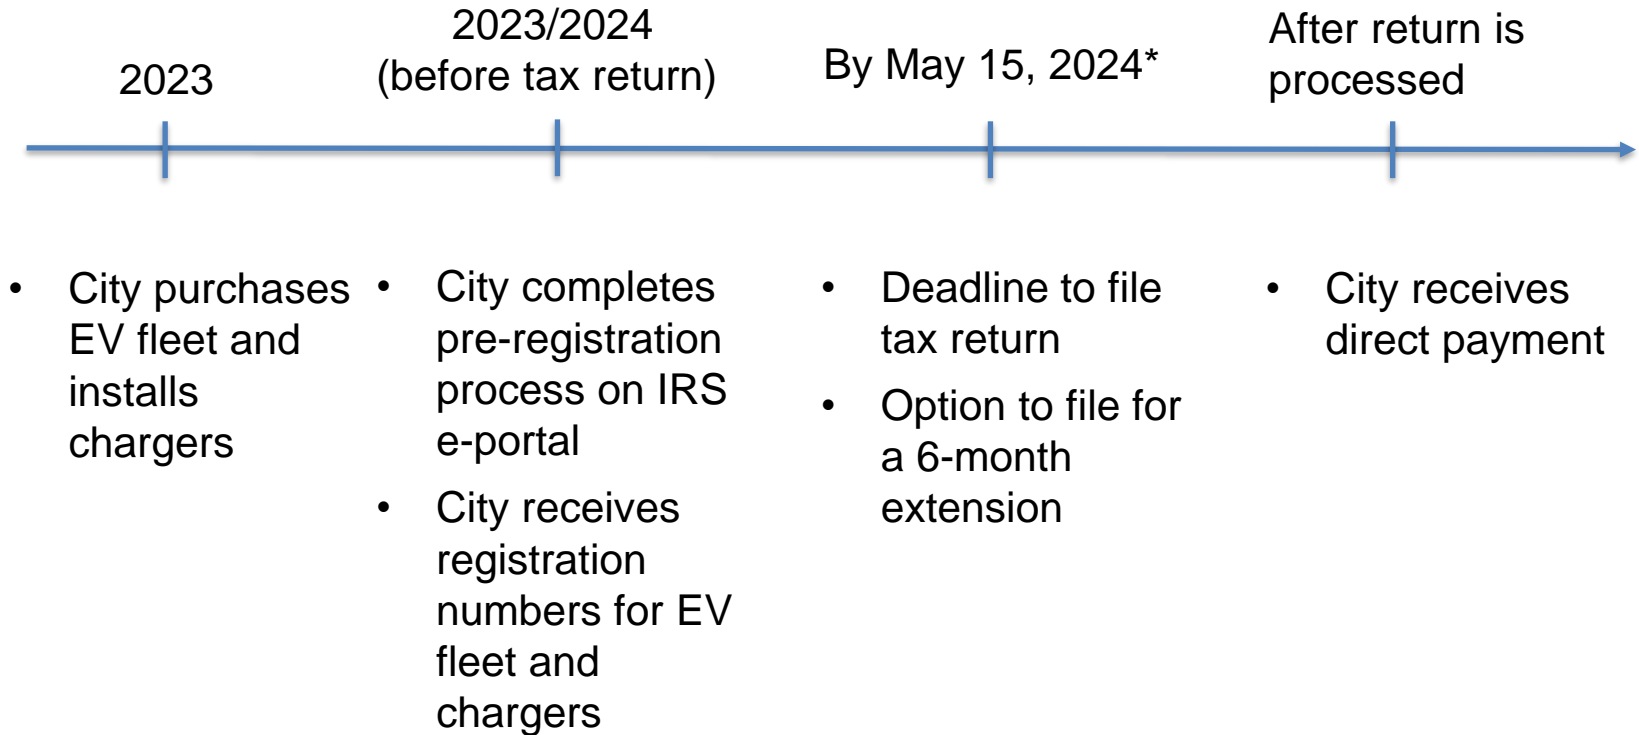 2023
2023/2024
(before tax return)
By May 15, 2024*
After return is
processed
• City purchases
EV fleet and
installs
chargers
• City completes
pre-registration
process on IRS
e-portal
• City receives
registration
numbers for EV
fleet and
chargers
• Deadline to file
tax return
• Option to file for
a 6-month
extension
• City receives
direct payment